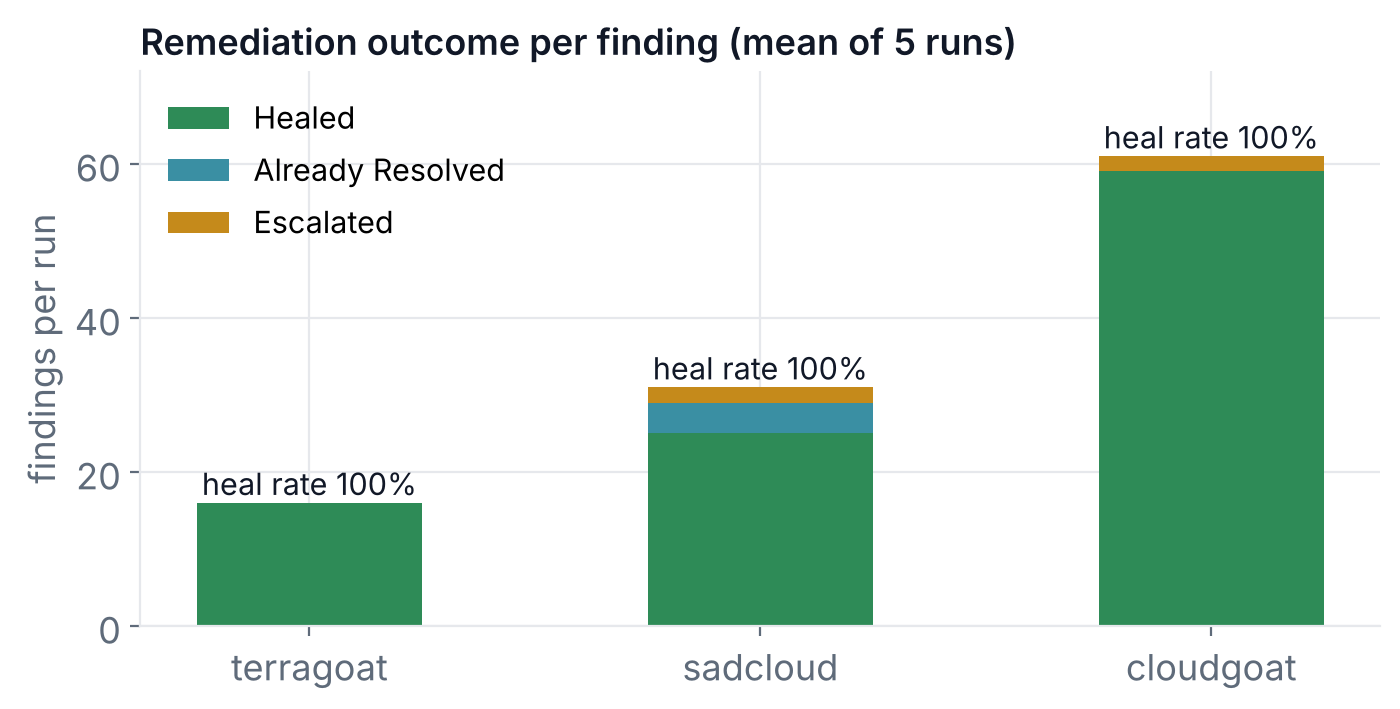 Remediation outcome per finding (mean of 5 runs)
Healed
Already Resolved
Escalated
findings per run
60
40
20
0
heal rate 100%
heal rate 100%
heal rate 100%
terragoat
sadcloud
cloudgoat